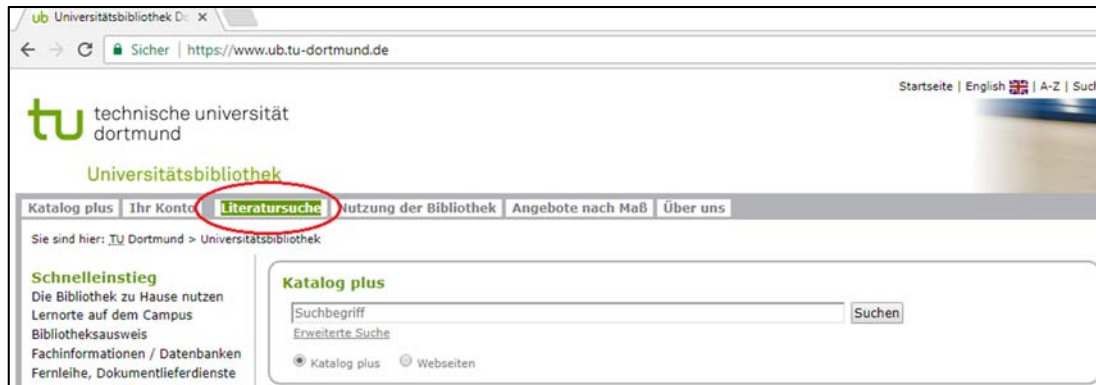 ub Universitätsbibliothek Do
Sicher | https://www.ub.tu-dortmund.de
Startseite | English | A-Z | Such
tu technische universität
dortmund
Universitätsbibliothek
Katalog plus Ihr Konto Literatursuche Nutzung der Bibliothek Angebote nach Maß Über uns
Sie sind hier: TU Dortmund > Universitätsbibliothek
Schnelleinstieg
Die Bibliothek zu Hause nutzen
Lernorte auf dem Campus
Bibliotheksausweis
Fachinformationen / Datenbanken
Fernleihe, Dokumentlieferdienste
Katalog plus
Suchbegriff Suchen
Erweiterte Suche
Katalog plus Webseiten